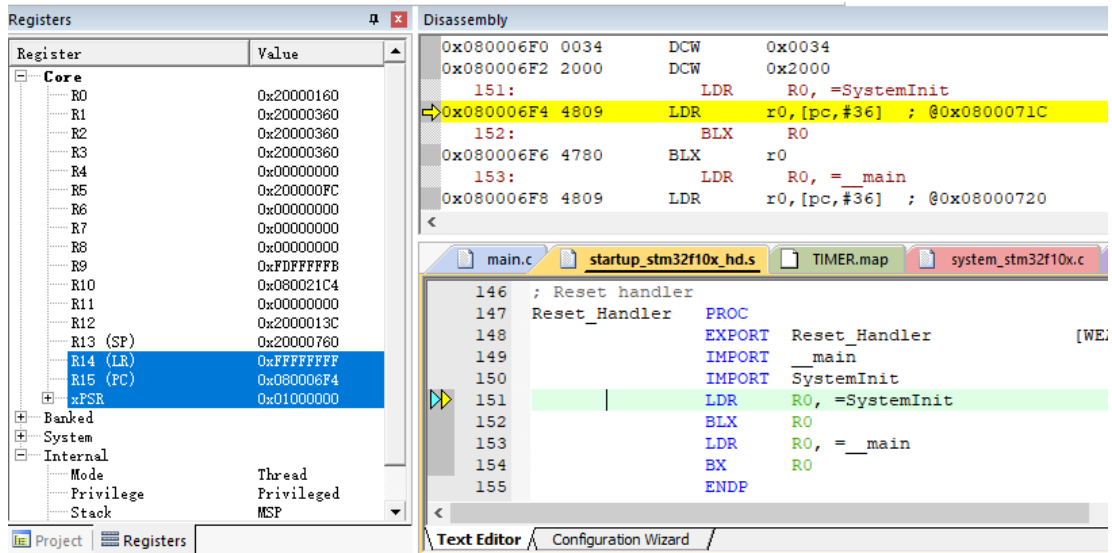 Registers
Register Value
Core
R0 0x20000160
R1 0x20000360
R2 0x20000360
R3 0x20000360
R4 0x00000000
R5 0x200000FC
R6 0x00000000
R7 0x00000000
R8 0x00000000
R9 0xFDFFFFFB
R10 0x080021C4
R11 0x00000000
R12 0x2000013C
R13 (SP) 0x20000760
R14 (LR) 0xFFFFFFFF
R15 (PC) 0x080006F4
xPSR 0x01000000
Banked
System
Internal
Mode Thread
Privilege Privileged
Stack MSP
Project Registers
Disassembly
0x080006F0 0034 DCW 0x0034
0x080006F2 2000 DCW 0x2000
151: LDR R0, =SystemInit
0x080006F4 4809 LDR r0,[pc,#36] ; @0x0800071C
152: BLX R0
0x080006F6 4780 BLX r0
153: LDR R0, =__main
0x080006F8 4809 LDR r0,[pc,#36] ; @0x08000720
main.c startup_stm32f10x_hd.s TIMER.map system_stm32f10x.c
146 ; Reset handler
147 Reset_Handler PROC
148 EXPORT Reset_Handler
149 IMPORT __main
150 IMPORT SystemInit
151 LDR R0, =SystemInit
152 BLX R0
153 LDR R0, =__main
154 BX R0
155 ENDP
Text Editor Configuration Wizard